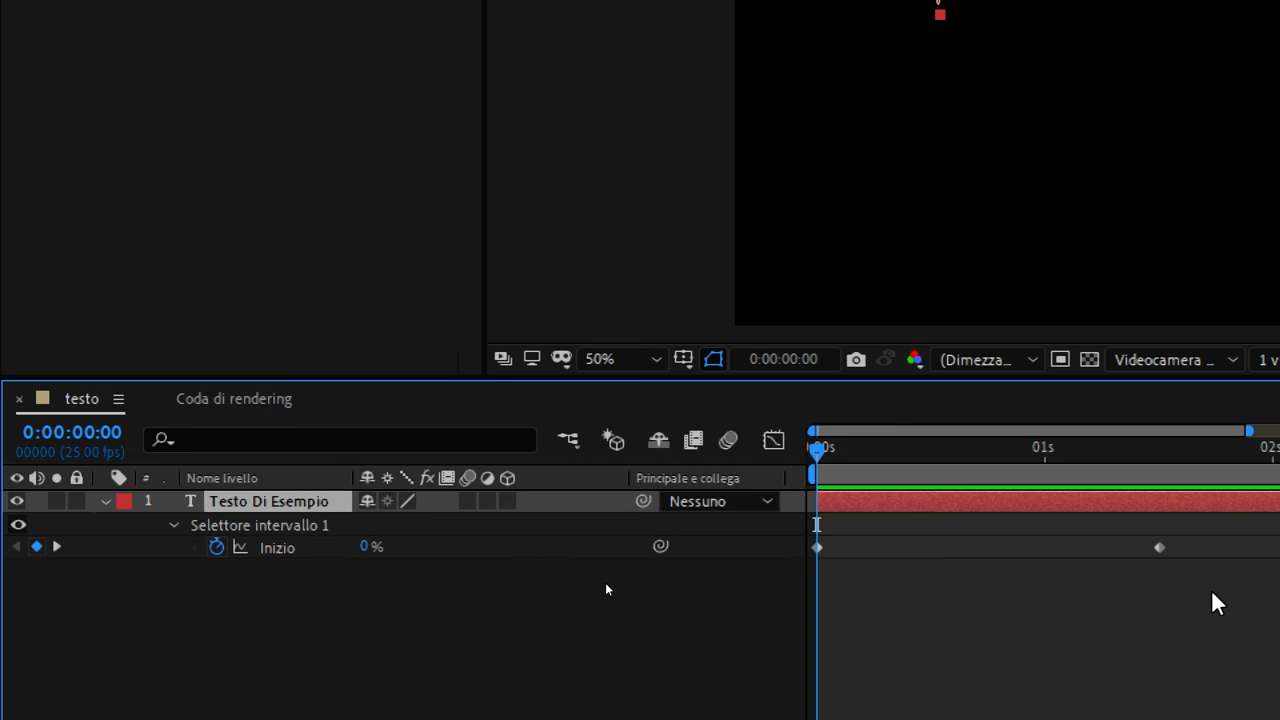 50%
0:00:00:00
(Dimezza...
Videocamera ...
1 v
testo
Coda di rendering
0:00:00:00
00000 (25.00 fps)
:00s
01s
02s
#
Nome livello
fx
Principale e collega
1
T
Testo Di Esempio
Nessuno
Selettore intervallo 1
Inizio
0 %